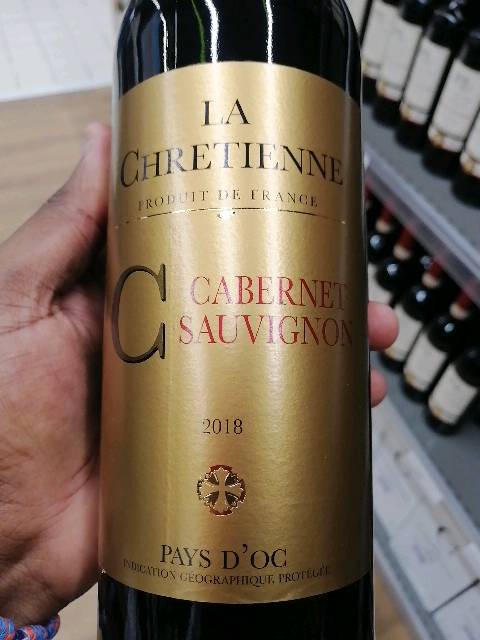 LA
CHRETIENNE
PRODUIT DE FRANCE
C CABERNET
SAUVIGNON
2018
PAYS D'OC
INDICATION GÉOGRAPHIQUE PROTÉGÉE